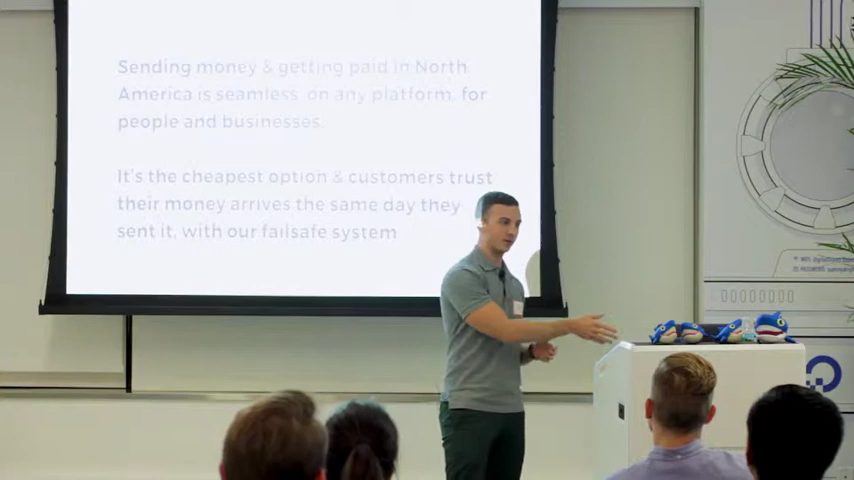 Sending money & getting paid in North
America is seamless, on any platform, for
people and businesses.
It's the cheapest option & customers trust
their money arrives the same day they
sent it, with our failsafe system.